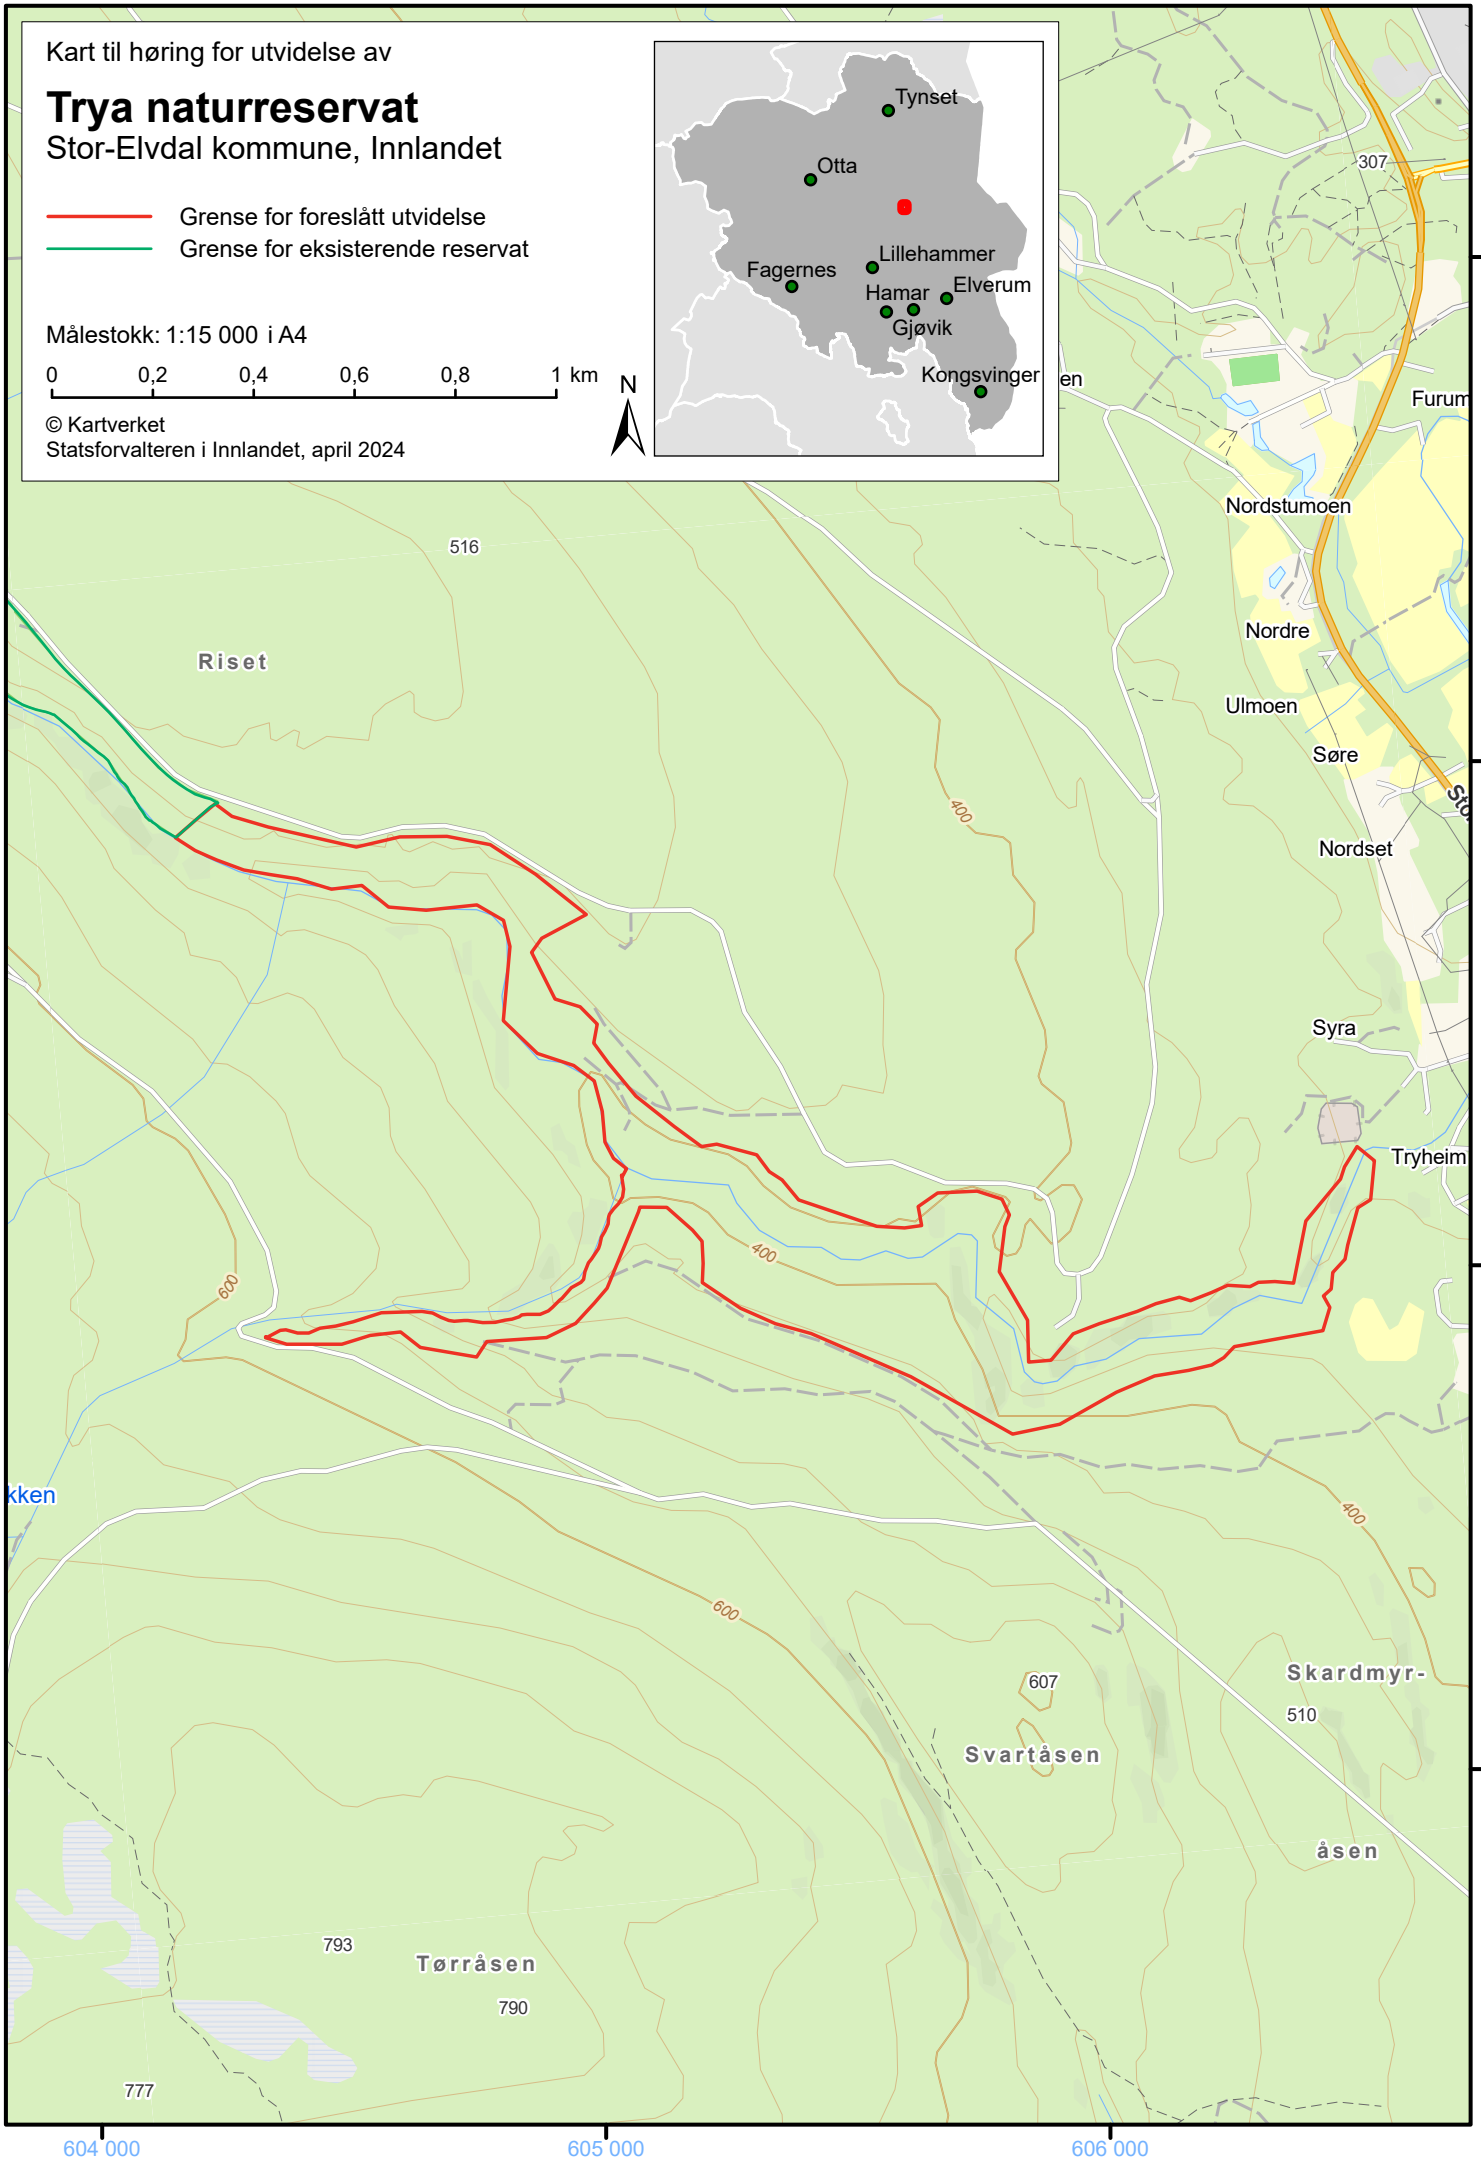 Kart til høring for utvidelse av
Trya naturreservat
Stor-Elvdal kommune, Innlandet
Grense for foreslått utvidelse
Grense for eksisterende reservat
Målestokk: 1:15 000 i A4
0 0,2 0,4 0,6 0,8 1 km
N
© Kartverket
Statsforvalteren i Innlandet, april 2024
Tynset
Otta
Lillehammer
Fagernes
Elverum
Hamar
Gjøvik
Kongsvinger
307
en
Furum
516
Nordstumoen
Nordre
Riset
Ulmoen
Søre
Stor
400
Nordset
Syra
Tryheim
400
600
kken
400
600
Skardmyr-
607
510
Svartåsen
åsen
793
Tørråsen
790
777
604 000
605 000
606 000